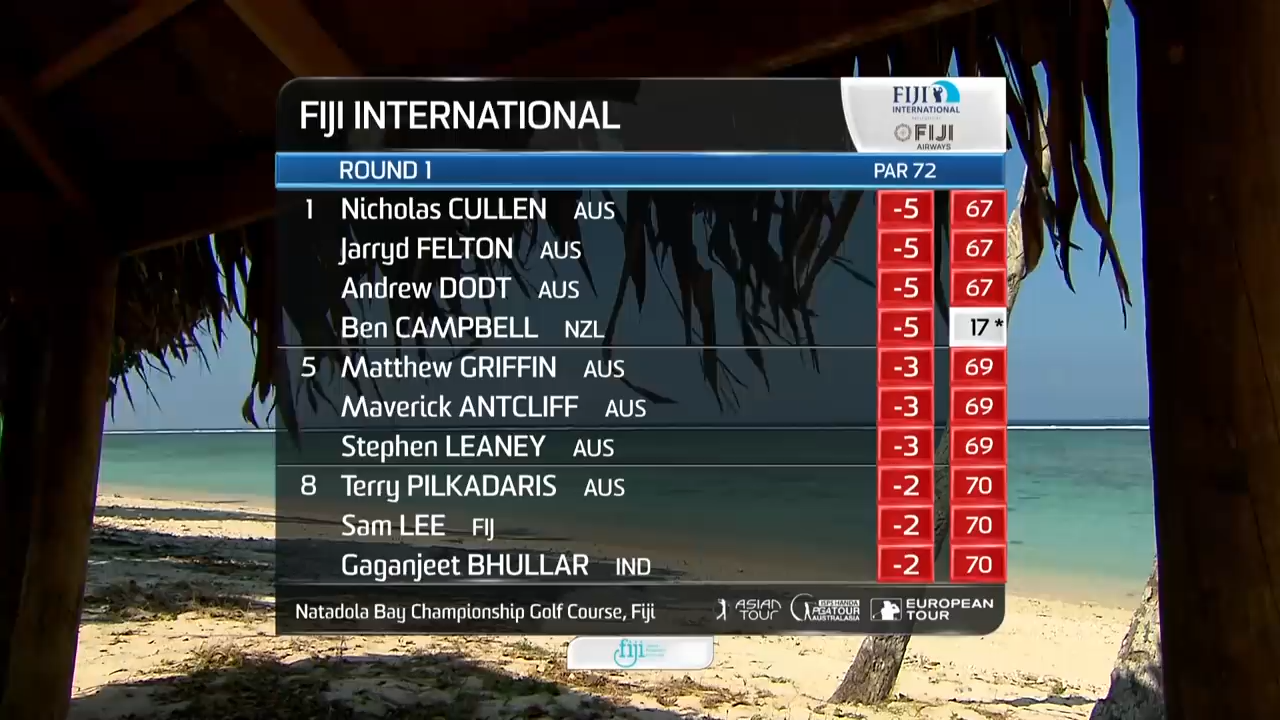 FIJI INTERNATIONAL
FIJI
INTERNATIONAL
FIJI
AIRWAYS
ROUND 1 PAR 72
1 Nicholas CULLEN AUS -5 67
Jarryd FELTON AUS -5 67
Andrew DODT AUS -5 67
Ben CAMPBELL NZL -5 17 *
5 Matthew GRIFFIN AUS -3 69
Maverick ANTCLIFF AUS -3 69
Stephen LEANEY AUS -3 69
8 Terry PILKADARIS AUS -2 70
Sam LEE FIJ -2 70
Gaganjeet BHULLAR IND -2 70
Natadola Bay Championship Golf Course, Fiji
ASIAN
TOUR
ISPS HANDA
PGATOUR
AUSTRALASIA
EUROPEAN
TOUR
fiji